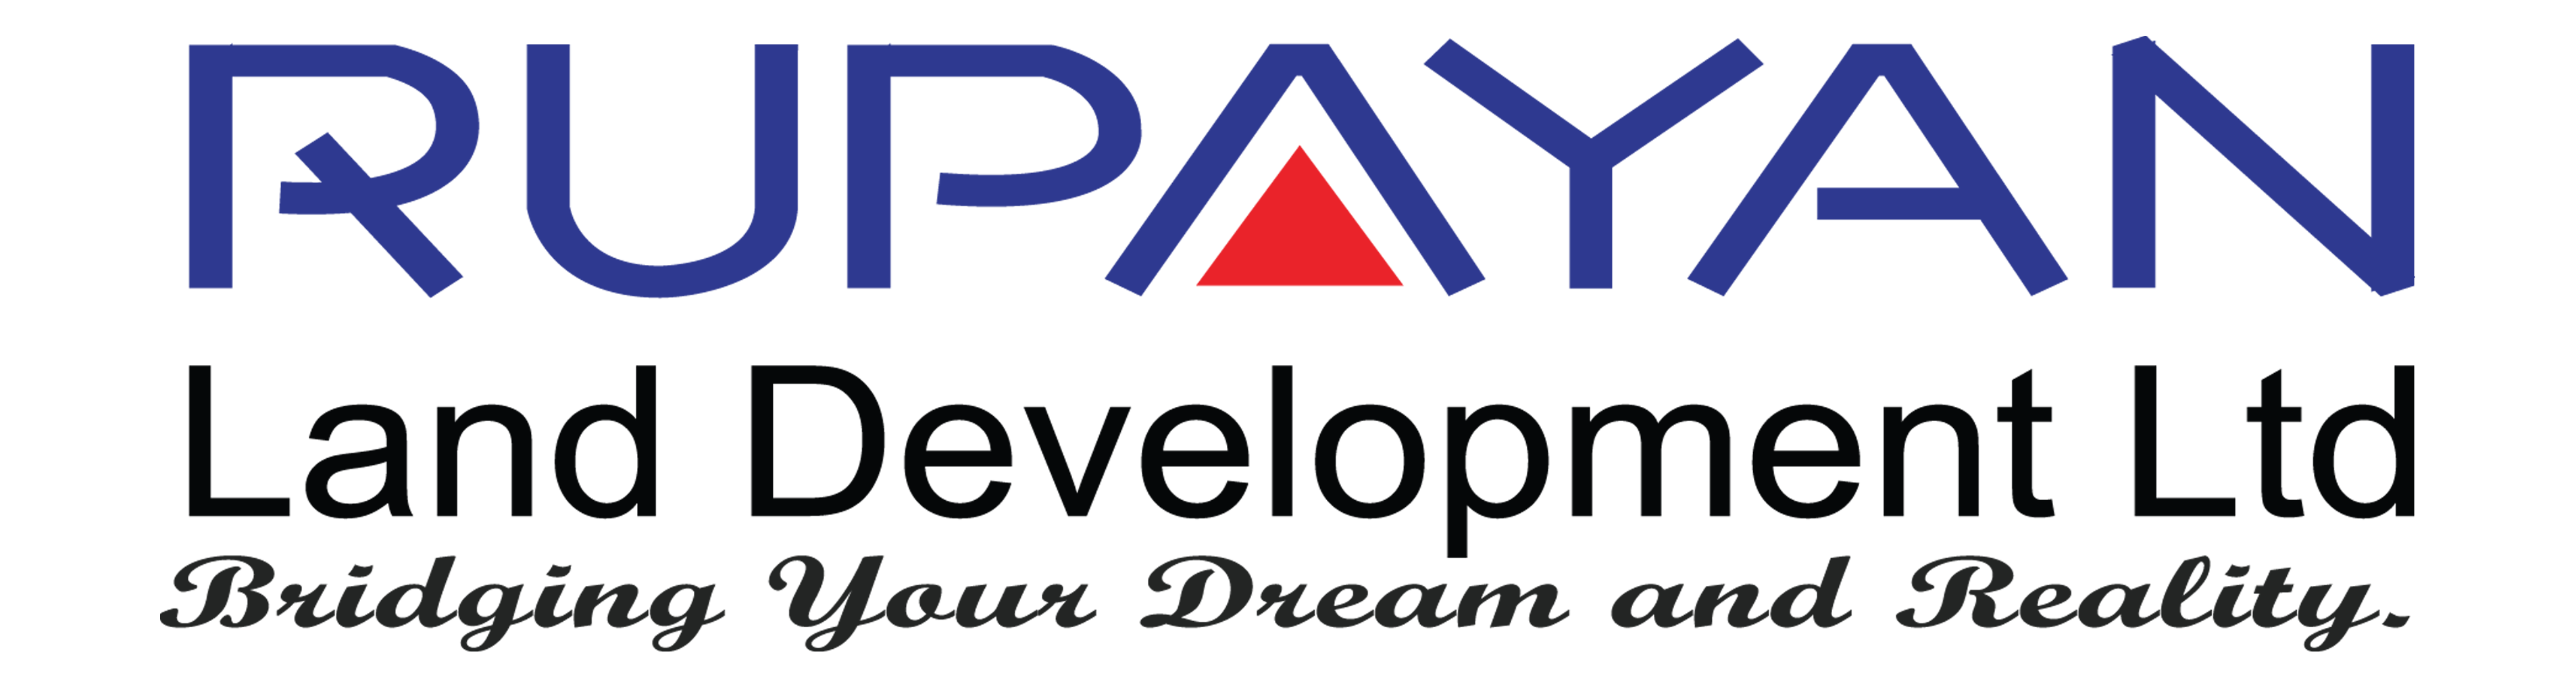 RUPAYAN
Land Development Ltd
Bridging Your Dream and Reality.